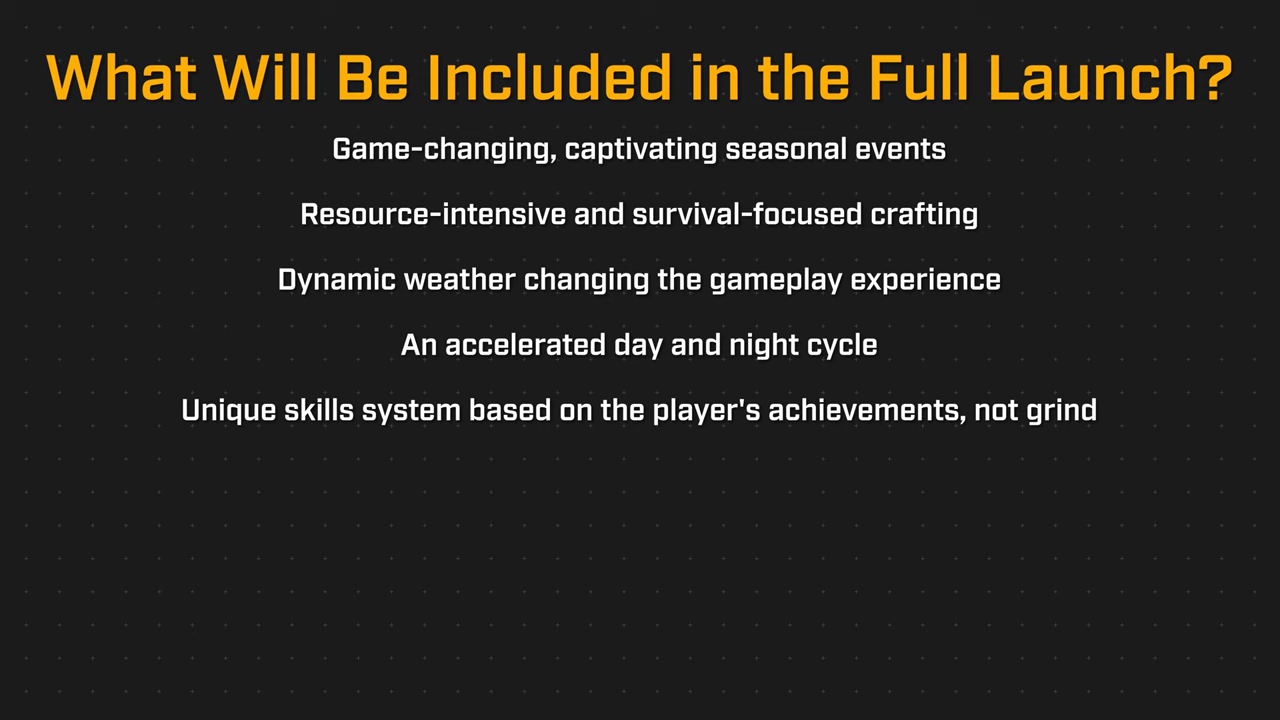 What Will Be Included in the Full Launch?
Game-changing, captivating seasonal events
Resource-intensive and survival-focused crafting
Dynamic weather changing the gameplay experience
An accelerated day and night cycle
Unique skills system based on the player's achievements, not grind